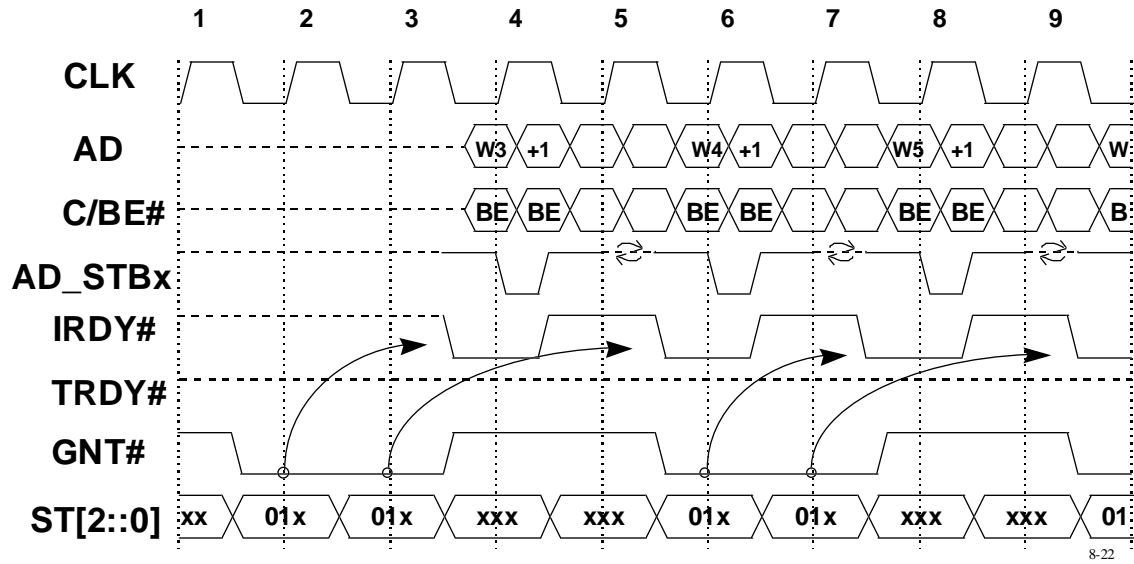 1 2 3 4 5 6 7 8 9
CLK
AD W3 +1 W4 +1 W5 +1 W
C/BE# BE BE BE BE BE BE B
AD_STBx
IRDY#
TRDY#
GNT#
ST[2::0] xx 01x 01x xxx xxx 01x 01x xxx xxx 01
8-22